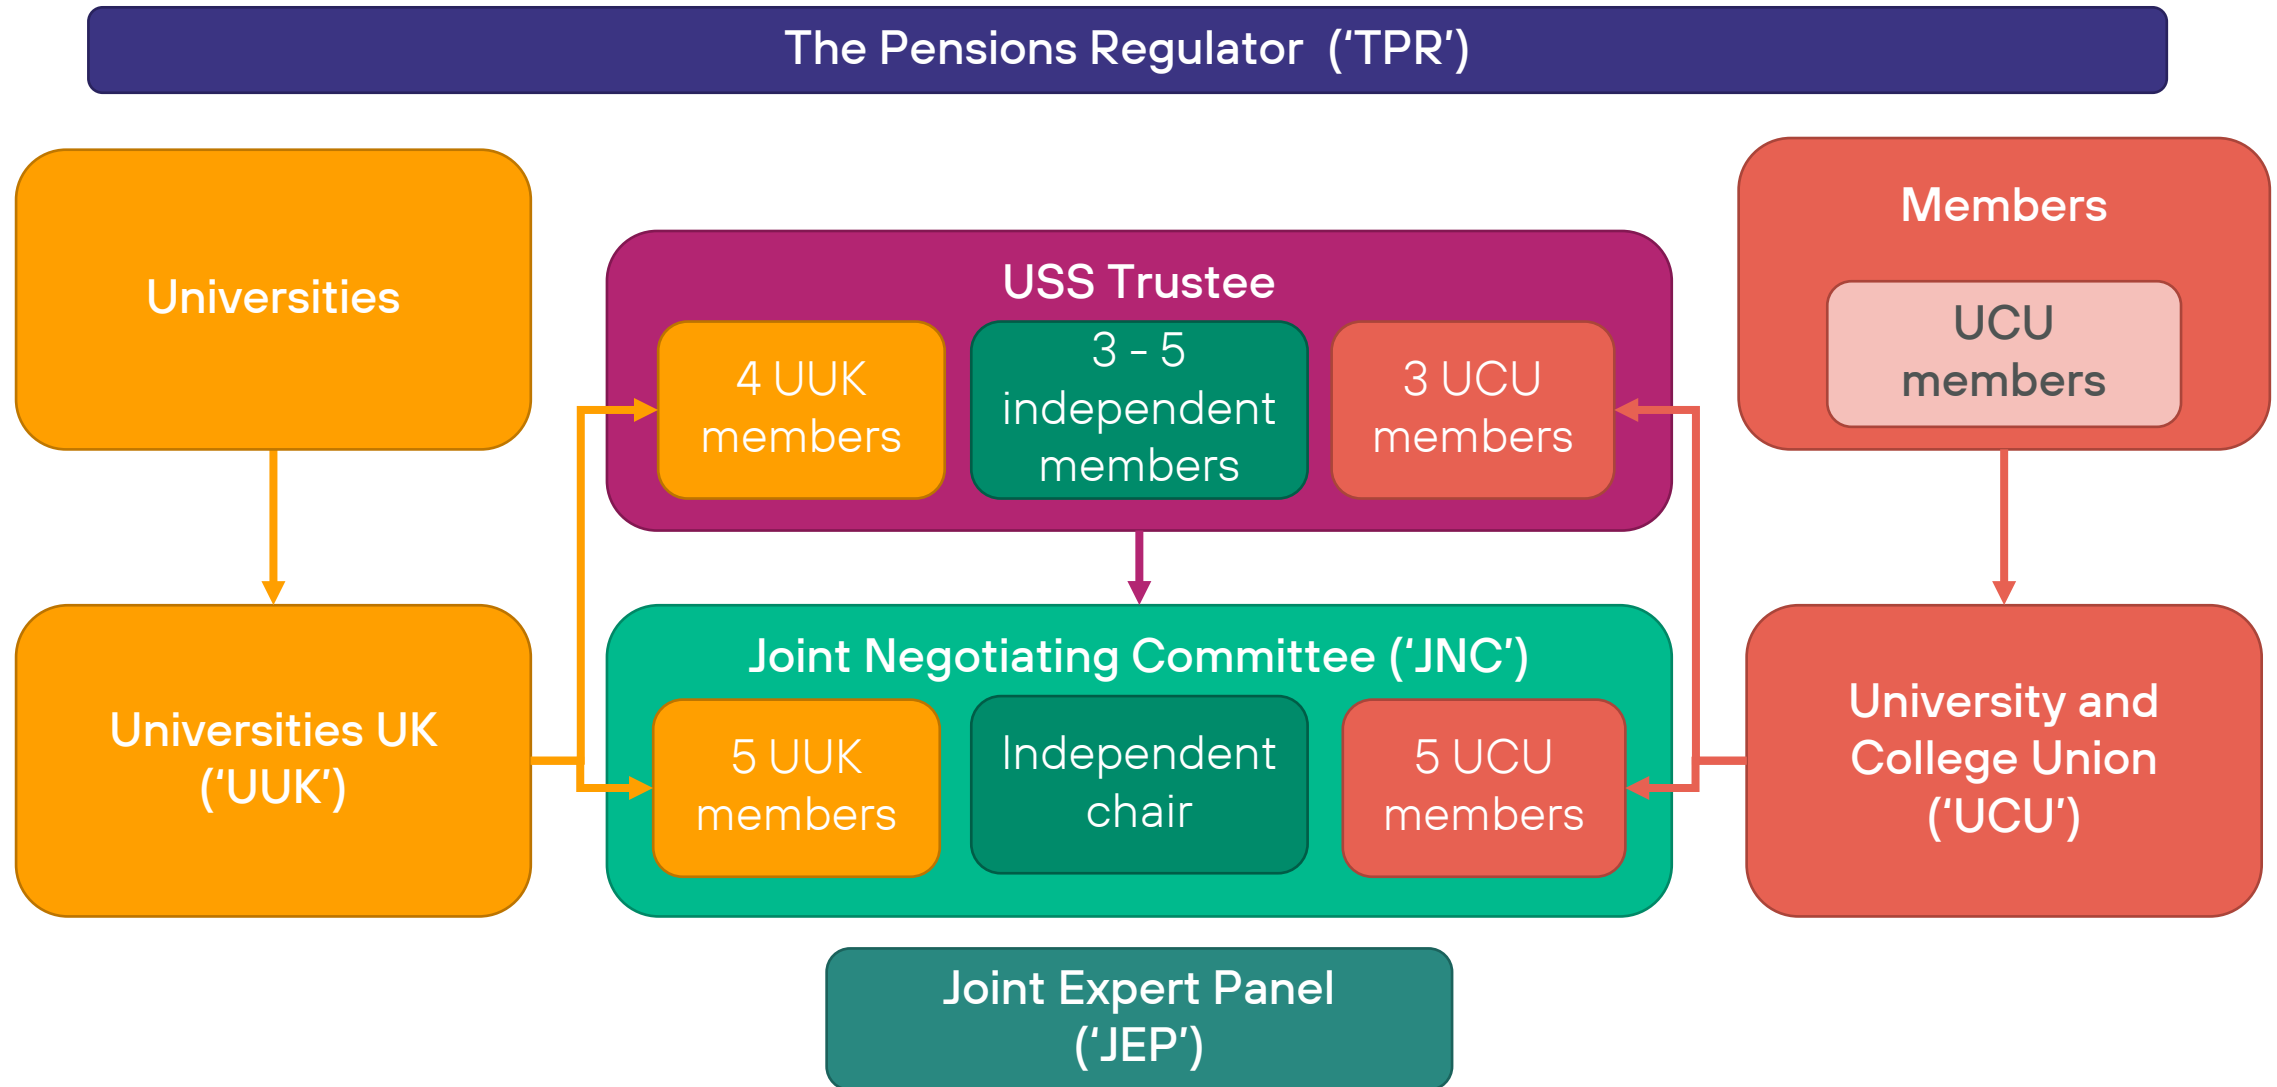 The Pensions Regulator  (‘TPR’)
Universities
USS Trustee
4 UUK
members
3 - 5
independent
members
3 UCU
members
Members
UCU
members
Universities UK
(‘UUK’)
Joint Negotiating Committee (‘JNC’)
5 UUK
members
Independent
chair
5 UCU
members
University and
College Union
(‘UCU’)
Joint Expert Panel
(‘JEP’)